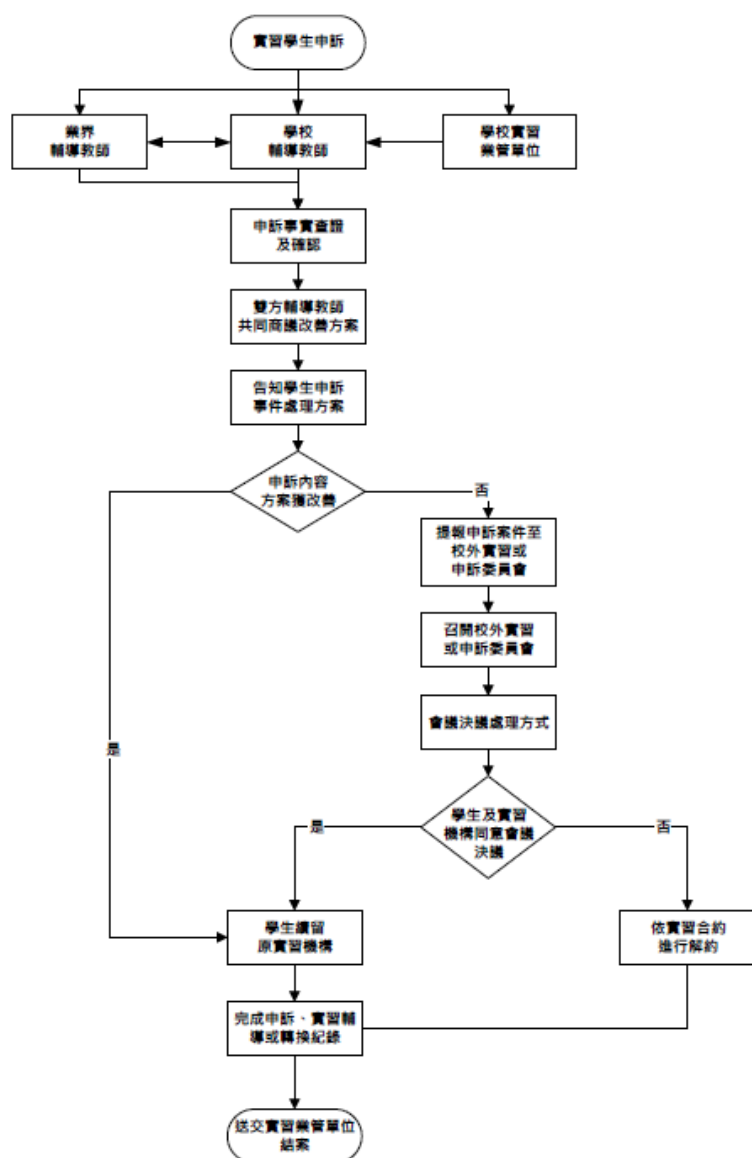 實習學生申訴
業界
輔導教師
學校
輔導教師
學校實習
業管單位
申訴事實查證
及確認
雙方輔導教師
共同商議改善方案
告知學生申訴
事件處理方案
申訴內容
方案獲改善
否
提報申訴案件至
校外實習或
申訴委員會
召開校外實習
或申訴委員會
會議決議處理方式
是
學生及實習
機構同意會議
決議
是
否
學生續留
原實習機構
依實習合約
進行解約
完成申訴、實習輔
導或轉換紀錄
送交實習業管單位
結案